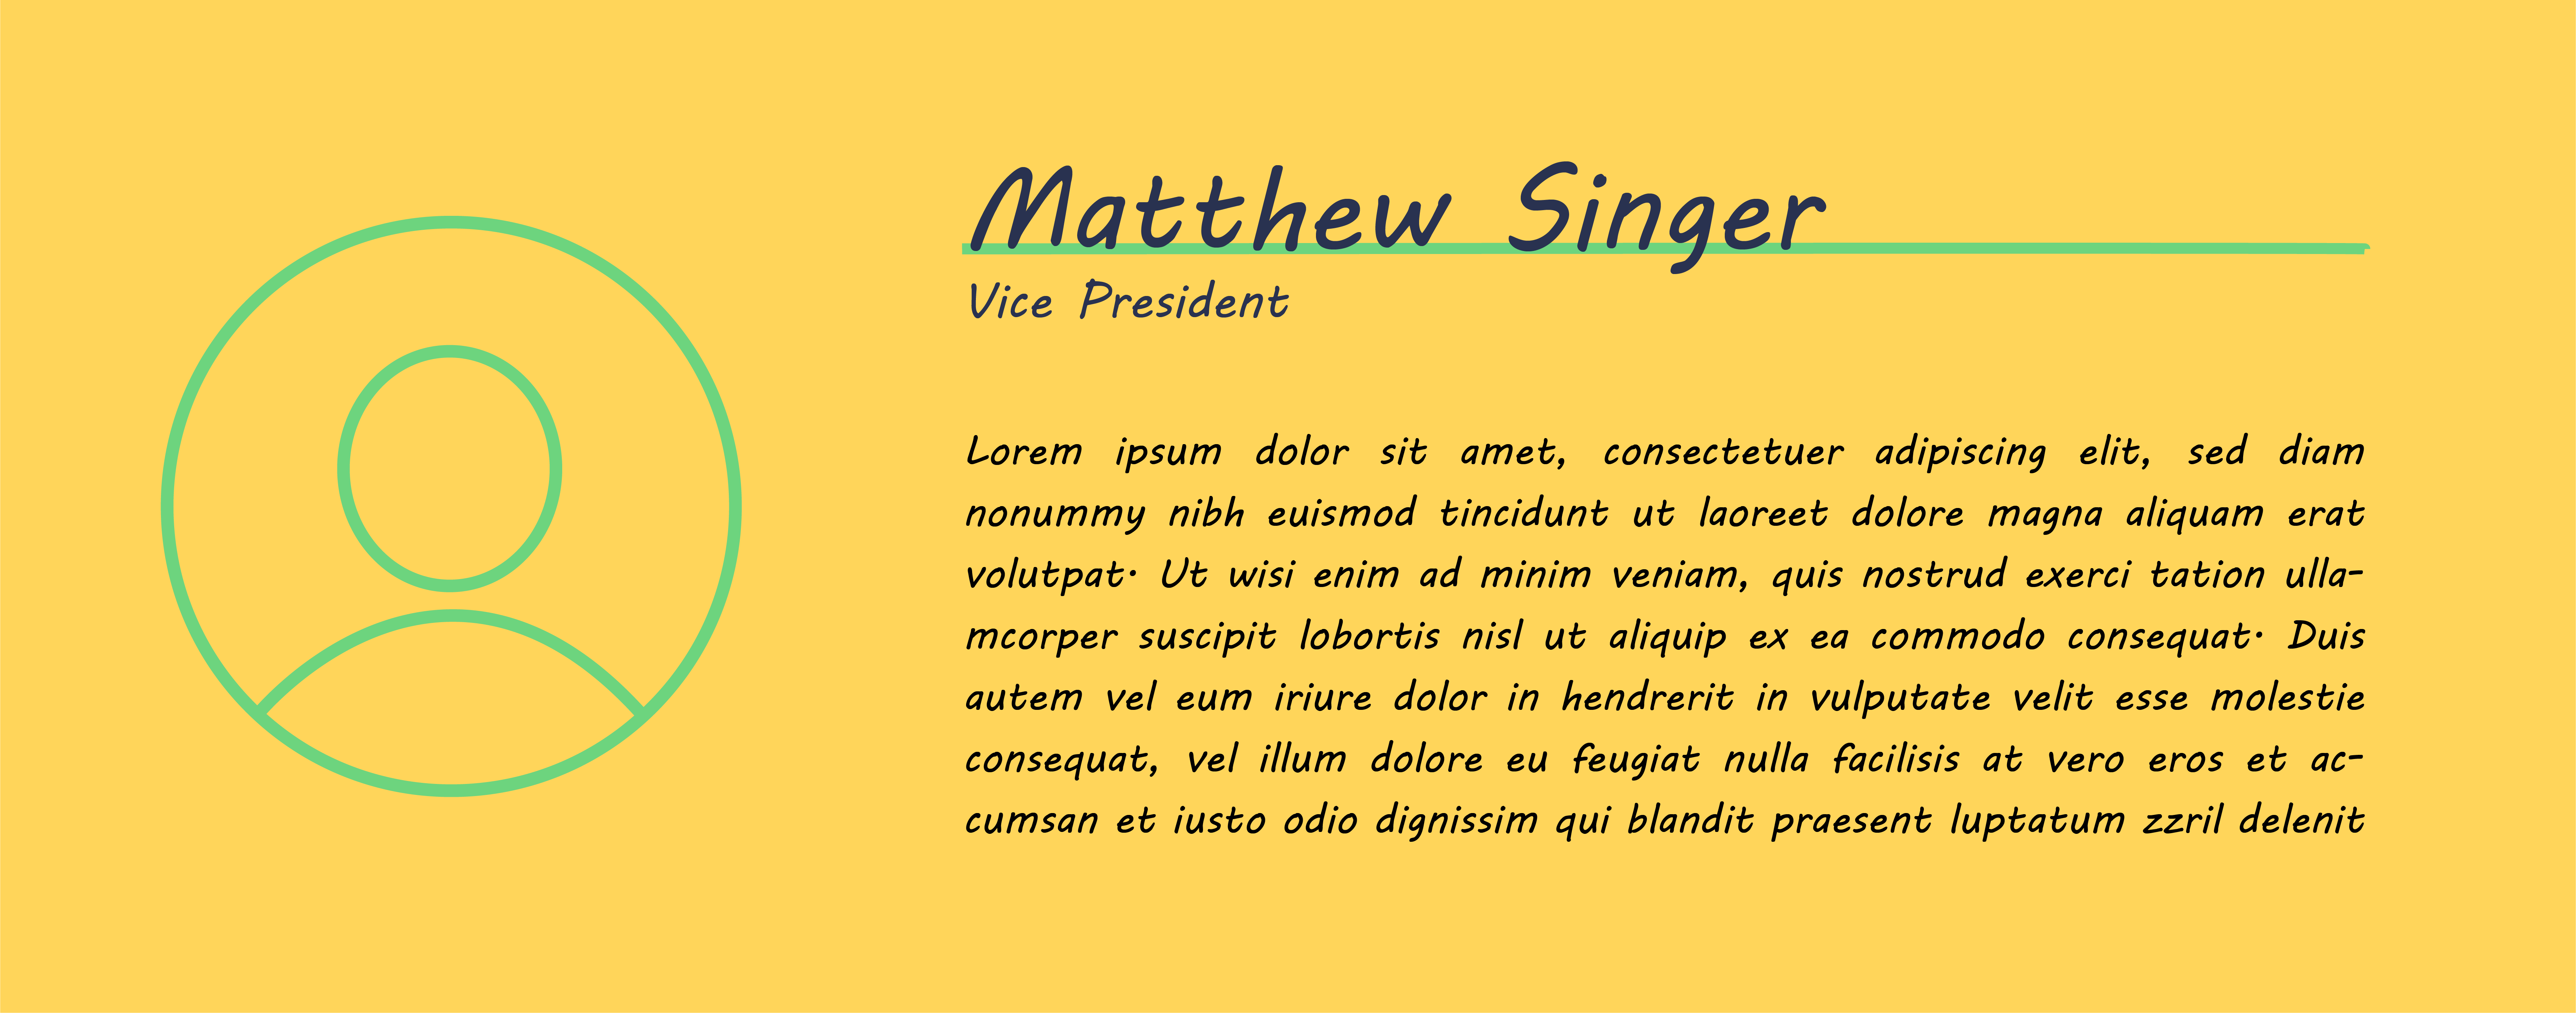 Matthew Singer
Vice President
Lorem ipsum dolor sit amet, consectetuer adipiscing elit, sed diam
nonummy nibh euismod tincidunt ut laoreet dolore magna aliquam erat
volutpat· Ut wisi enim ad minim veniam, quis nostrud exerci tation ulla-
mcorper suscipit lobortis nisl ut aliquip ex ea commodo consequat· Duis
autem vel eum iriure dolor in hendrerit in vulputate velit esse molestie
consequat, vel illum dolore eu feugiat nulla facilisis at vero eros et ac-
cumsan et iusto odio dignissim qui blandit praesent luptatum zzril delenit